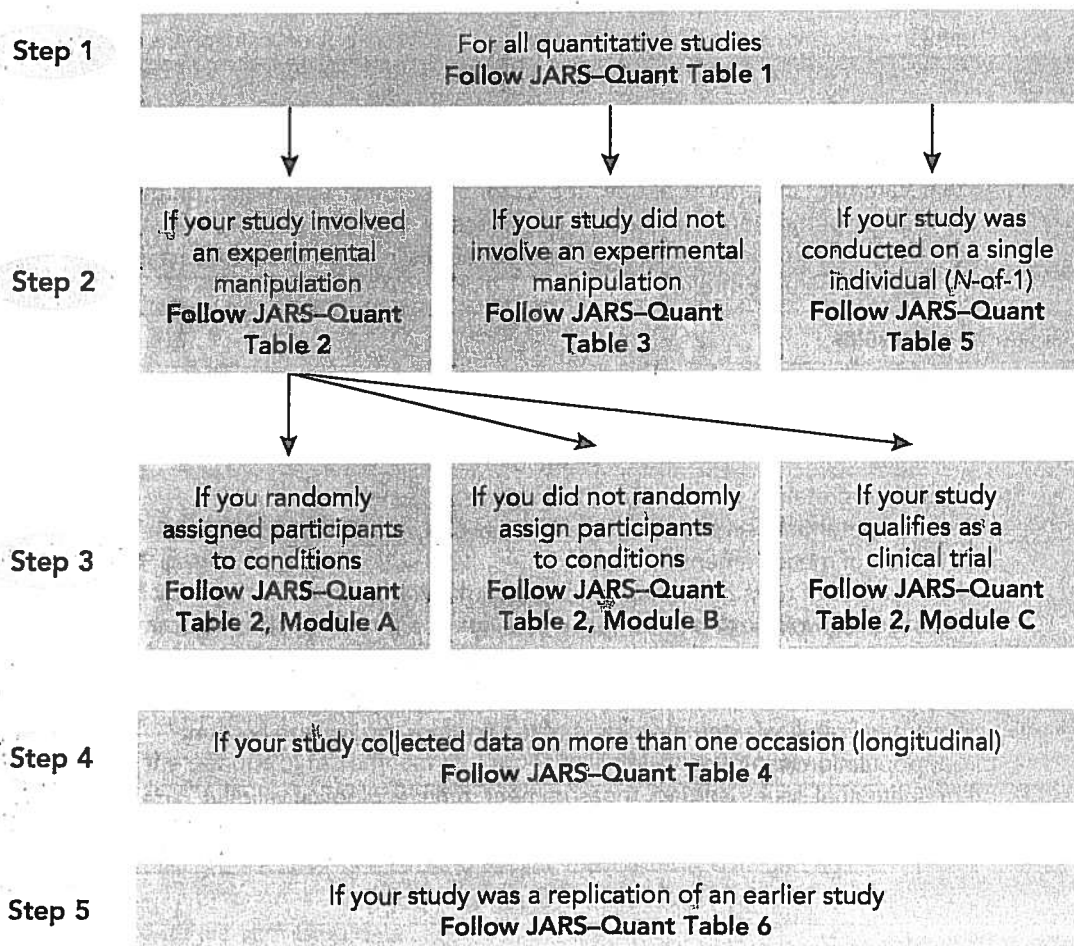 Step 1
For all quantitative studies
Follow JARS–Quant Table 1
Step 2
If your study involved
an experimental
manipulation
Follow JARS–Quant
Table 2
If your study did not
involve an experimental
manipulation
Follow JARS–Quant
Table 3
If your study was
conducted on a single
individual (N-of-1)
Follow JARS–Quant
Table 5
Step 3
If you randomly
assigned participants
to conditions
Follow JARS–Quant
Table 2, Module A
If you did not randomly
assign participants
to conditions
Follow JARS–Quant
Table 2, Module B
If your study
qualifies as a
clinical trial
Follow JARS–Quant
Table 2, Module C
Step 4
If your study collected data on more than one occasion (longitudinal)
Follow JARS–Quant Table 4
Step 5
If your study was a replication of an earlier study
Follow JARS–Quant Table 6